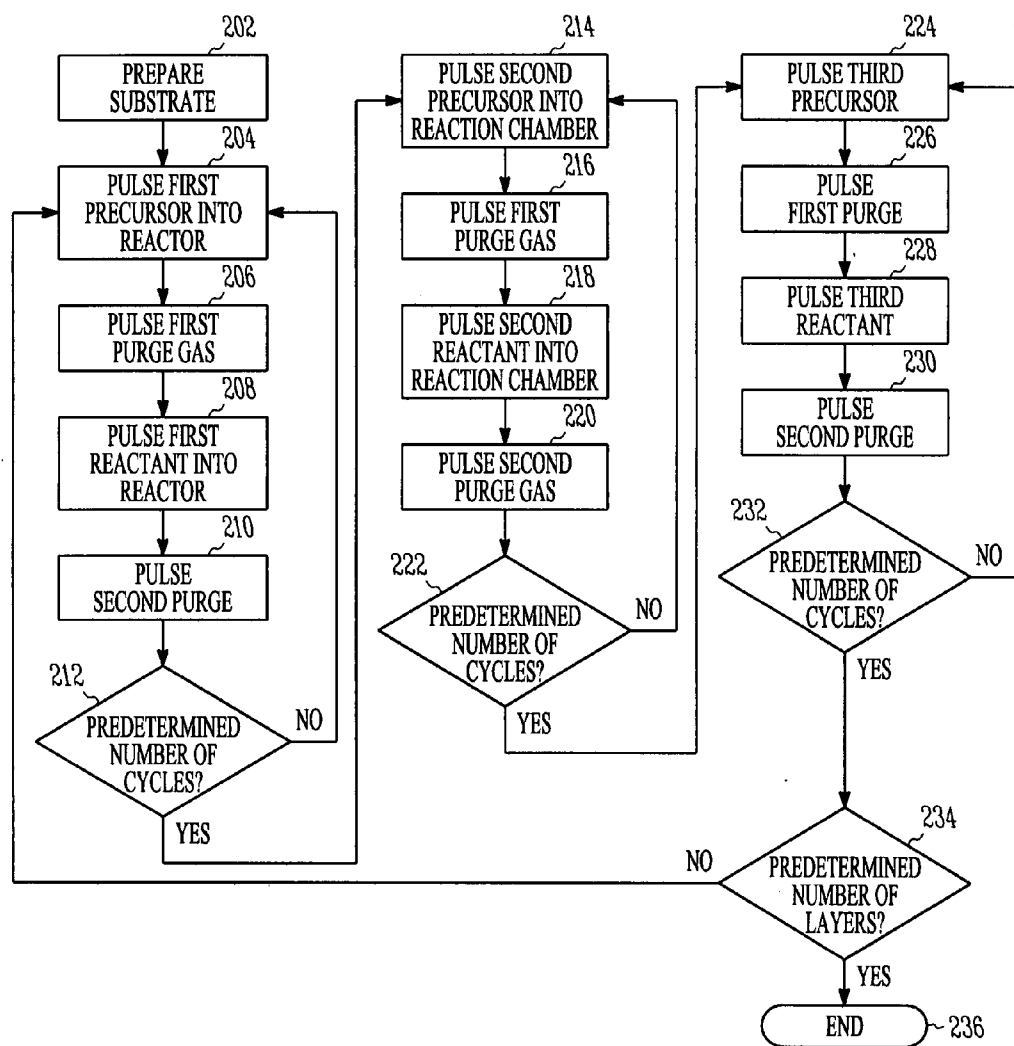 202
PREPARE
SUBSTRATE
204
PULSE FIRST
PRECURSOR INTO
REACTOR
206
PULSE FIRST
PURGE GAS
208
PULSE FIRST
REACTANT INTO
REACTOR
210
PULSE
SECOND PURGE
212
PREDETERMINED
NUMBER OF
CYCLES?
NO
YES
214
PULSE SECOND
PRECURSOR INTO
REACTION CHAMBER
216
PULSE FIRST
PURGE GAS
218
PULSE SECOND
REACTANT INTO
REACTION CHAMBER
220
PULSE SECOND
PURGE GAS
222
PREDETERMINED
NUMBER OF
CYCLES?
NO
YES
224
PULSE THIRD
PRECURSOR
226
PULSE
FIRST PURGE
228
PULSE THIRD
REACTANT
230
PULSE
SECOND PURGE
232
PREDETERMINED
NUMBER OF
CYCLES?
NO
YES
234
PREDETERMINED
NUMBER OF
LAYERS?
NO
YES
END
236